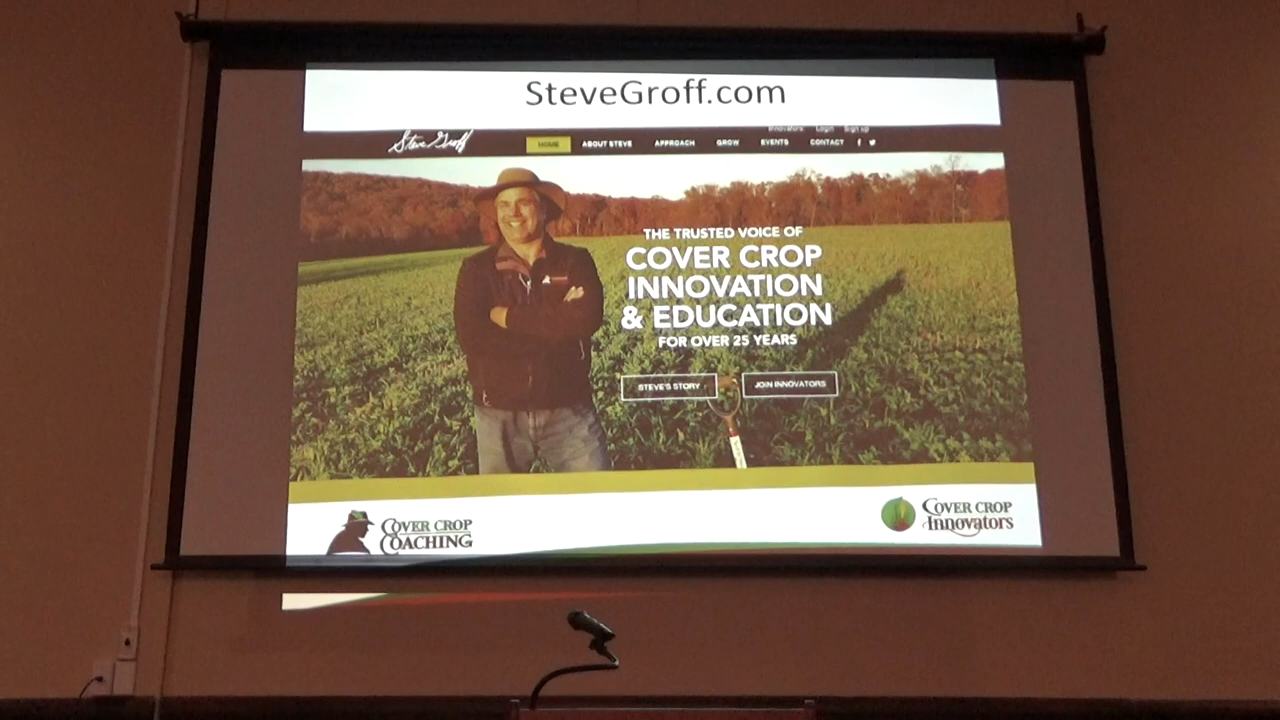 SteveGroff.com
Innovators Login Sign up
Steve Groff HOME ABOUT STEVE APPROACH GROW EVENTS CONTACT
THE TRUSTED VOICE OF
COVER CROP
INNOVATION
& EDUCATION
FOR OVER 25 YEARS
STEVE'S STORY
JOIN INNOVATORS
COVER CROP
COACHING
COVER CROP
Innovators